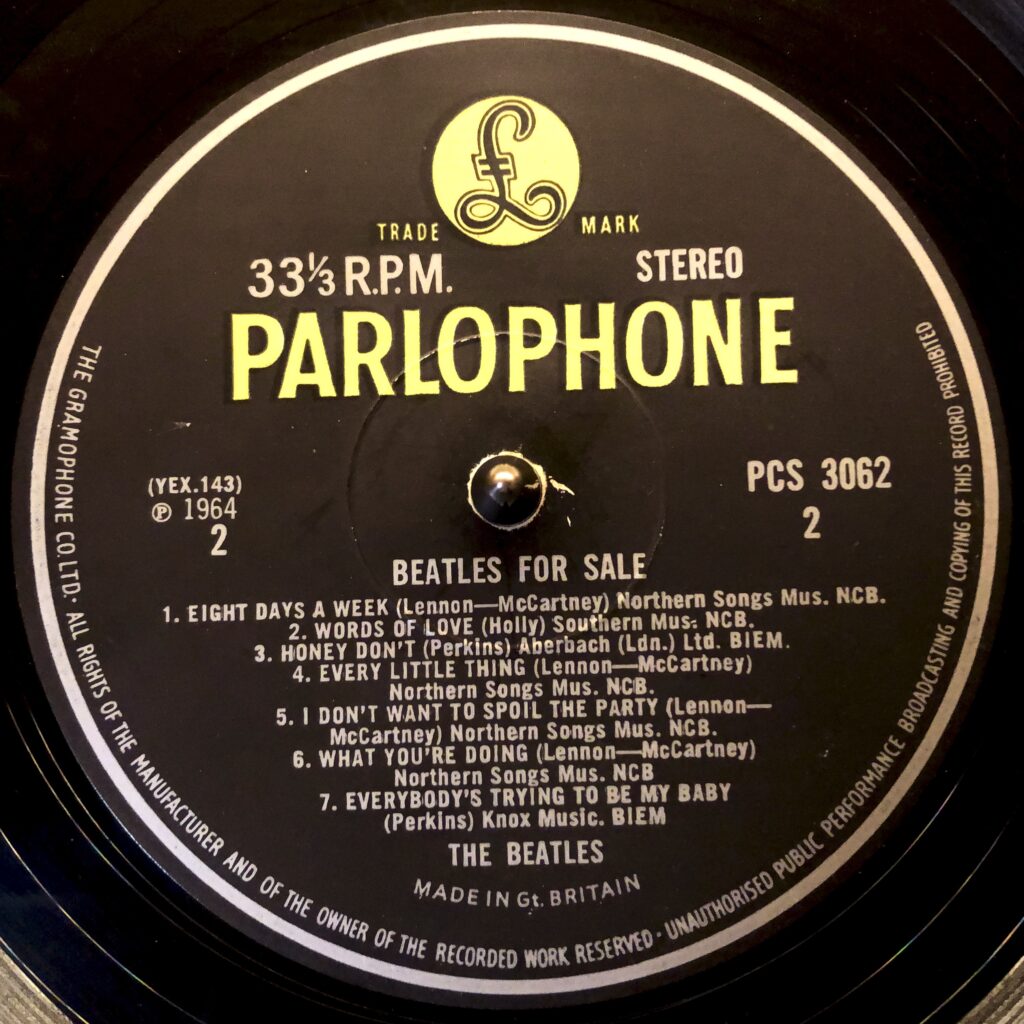 £
TRADE MARK
33⅓ R.P.M. STEREO
PARLOPHONE
(YEX.143)
℗ 1964
2
PCS 3062
2
BEATLES FOR SALE
1. EIGHT DAYS A WEEK (Lennon—McCartney) Northern Songs Mus. NCB.
2. WORDS OF LOVE (Holly) Southern Mus. NCB.
3. HONEY DON'T (Perkins) Aberbach (Ldn.) Ltd. BIEM.
4. EVERY LITTLE THING (Lennon—McCartney)
Northern Songs Mus. NCB.
5. I DON'T WANT TO SPOIL THE PARTY (Lennon—
McCartney) Northern Songs Mus. NCB.
6. WHAT YOU'RE DOING (Lennon—McCartney)
Northern Songs Mus. NCB
7. EVERYBODY'S TRYING TO BE MY BABY
(Perkins) Knox Music. BIEM
THE BEATLES
MADE IN Gt. BRITAIN
THE GRAMOPHONE CO. LTD. · ALL RIGHTS OF THE MANUFACTURER AND OF THE OWNER OF THE RECORDED WORK RESERVED · UNAUTHORISED PUBLIC PERFORMANCE BROADCASTING AND COPYING OF THIS RECORD PROHIBITED